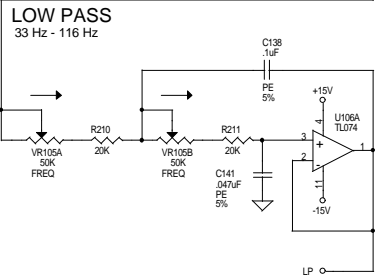 LOW PASS
33 Hz - 116 Hz
C138
.1uF
PE
5%
+15V
U106A
TL074
4
3
+
1
2
-
11
-15V
R210
20K
R211
20K
VR105A
50K
FREQ
VR105B
50K
FREQ
C141
.047uF
PE
5%
LP